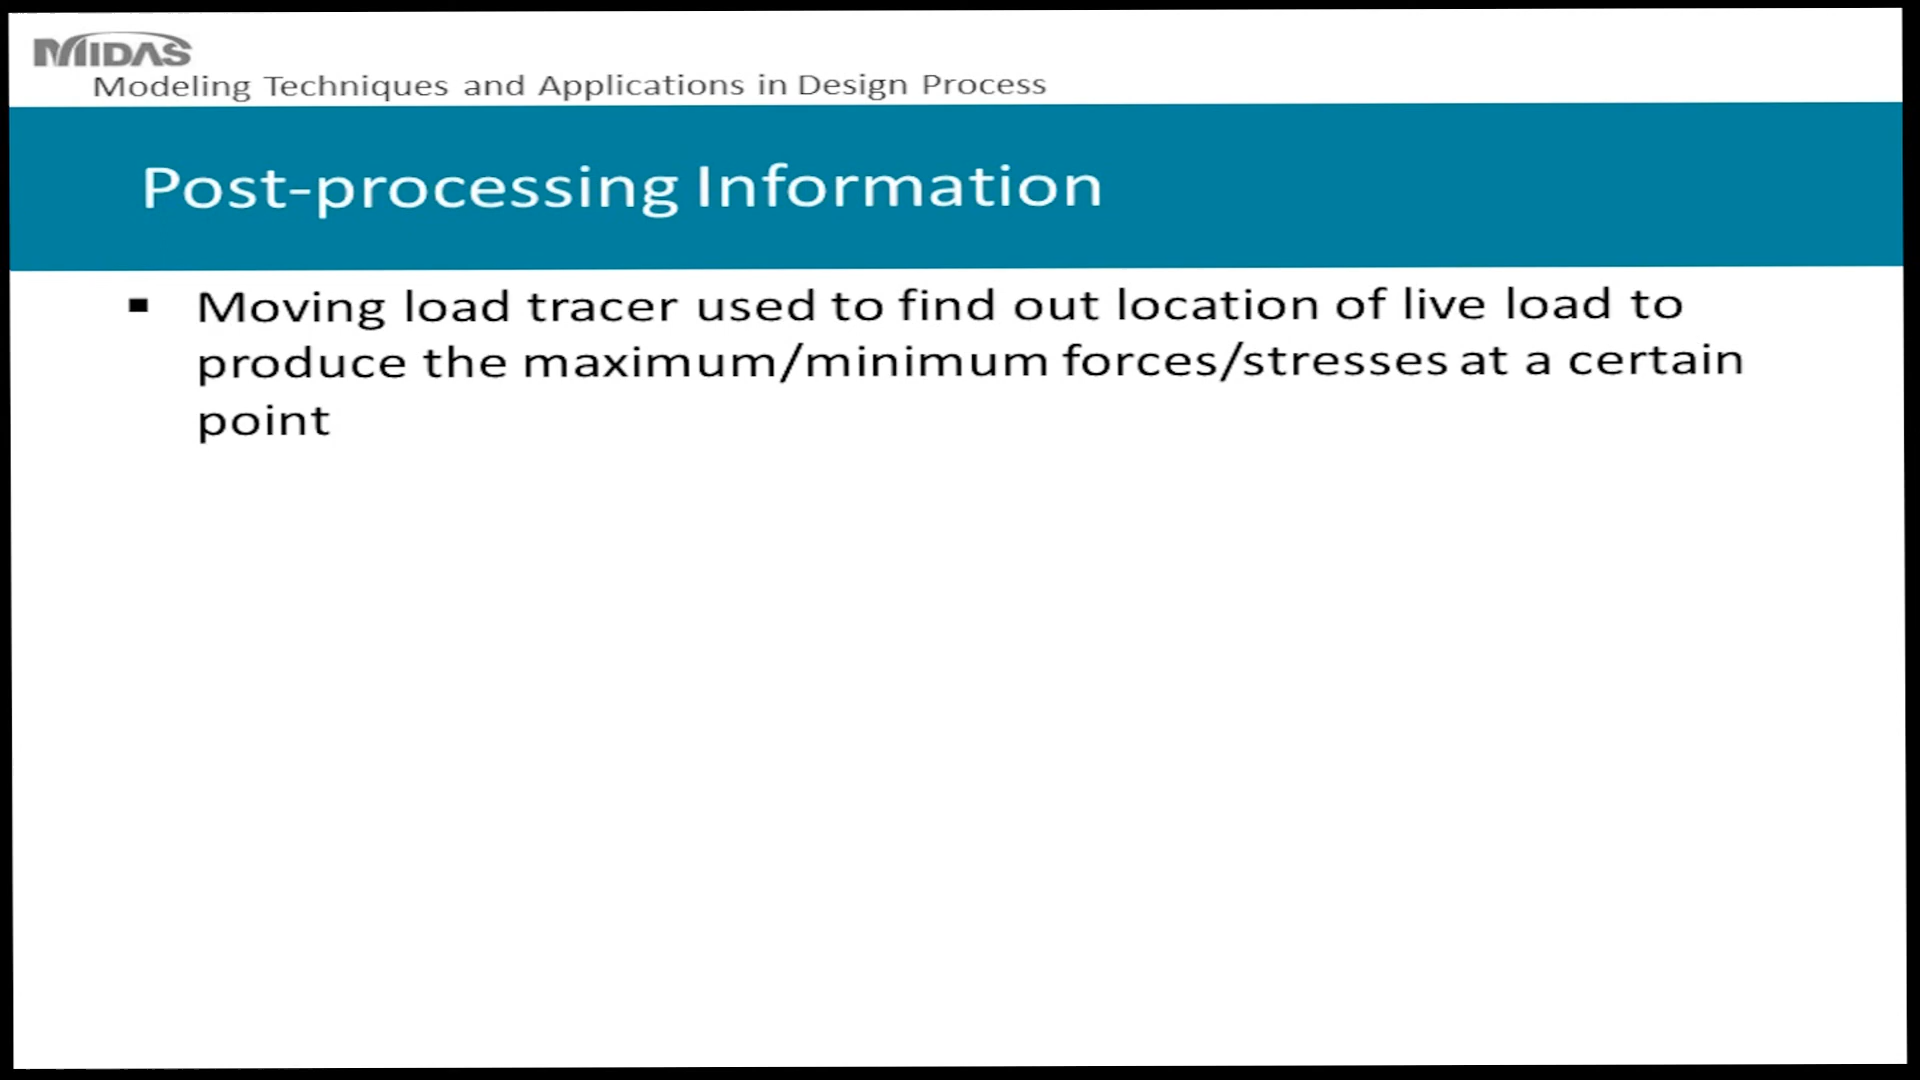 MIDAS
Modeling Techniques and Applications in Design Process
Post-processing Information
▪ Moving load tracer used to find out location of live load to
produce the maximum/minimum forces/stresses at a certain
point